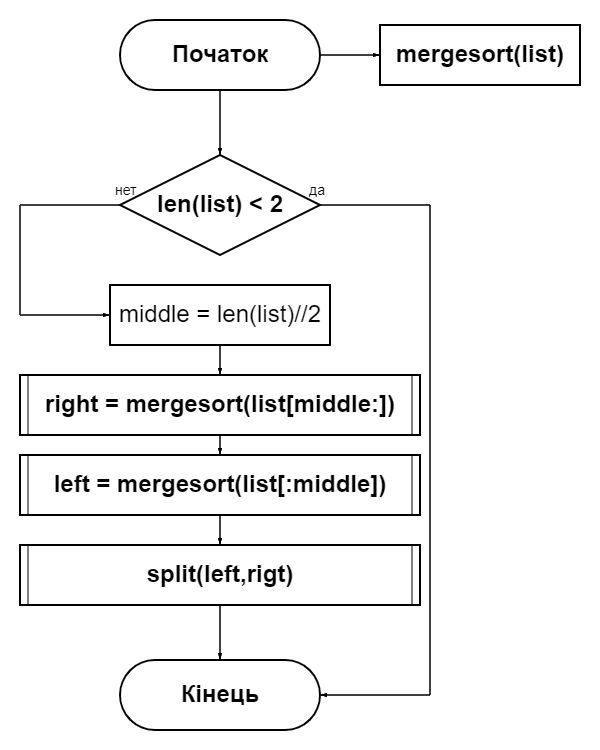 Початок
mergesort(list)
нет
да
len(list) < 2
middle = len(list)//2
right = mergesort(list[middle:])
left = mergesort(list[:middle])
split(left,rigt)
Кінець